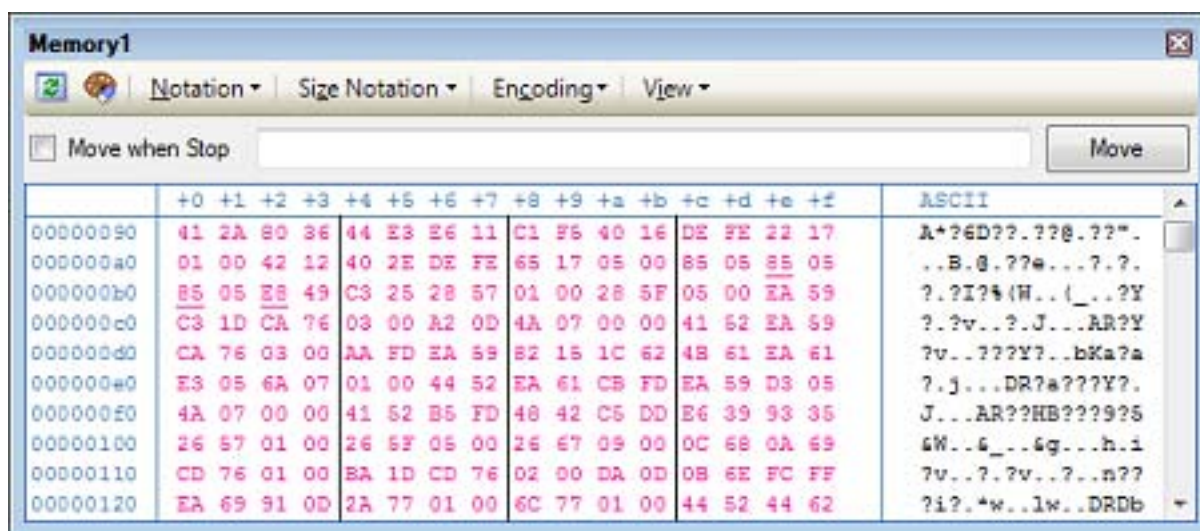 Memory1
Notation Size Notation Encoding View
Move when Stop Move
+0 +1 +2 +3 +4 +5 +6 +7 +8 +9 +a +b +c +d +e +f ASCII
00000090 41 2A 80 36 44 E3 E6 11 C1 F5 40 16 DE FE 22 17 A*?6D??.??@.??".
000000a0 01 00 42 12 40 2E DE FE 65 17 05 00 85 05 85 05 ..B.@.??e...?.?.
000000b0 85 05 E8 49 C3 25 28 57 01 00 28 5F 05 00 EA 59 ?.?I?%(W..(_..?Y
000000c0 C3 1D CA 76 03 00 A2 0D 4A 07 00 00 41 52 EA 59 ?.?v..?.J...AR?Y
000000d0 CA 76 03 00 AA FD EA 59 82 15 1C 62 4B 61 EA 61 ?v..???Y?..bKa?a
000000e0 E3 05 6A 07 01 00 44 52 EA 61 CB FD EA 59 D3 05 ?.j...DR?a???Y?.
000000f0 4A 07 00 00 41 52 B5 FD 48 42 C5 DD E6 39 93 35 J...AR??HB???9?5
00000100 26 57 01 00 26 5F 05 00 26 67 09 00 0C 68 0A 69 &W..&_..&g...h.i
00000110 CD 76 01 00 BA 1D CD 76 02 00 DA 0D 0B 6E FC FF ?v..?.?v..?..n??
00000120 EA 69 91 0D 2A 77 01 00 6C 77 01 00 44 52 44 62 ?i?.*w..lw..DRDb